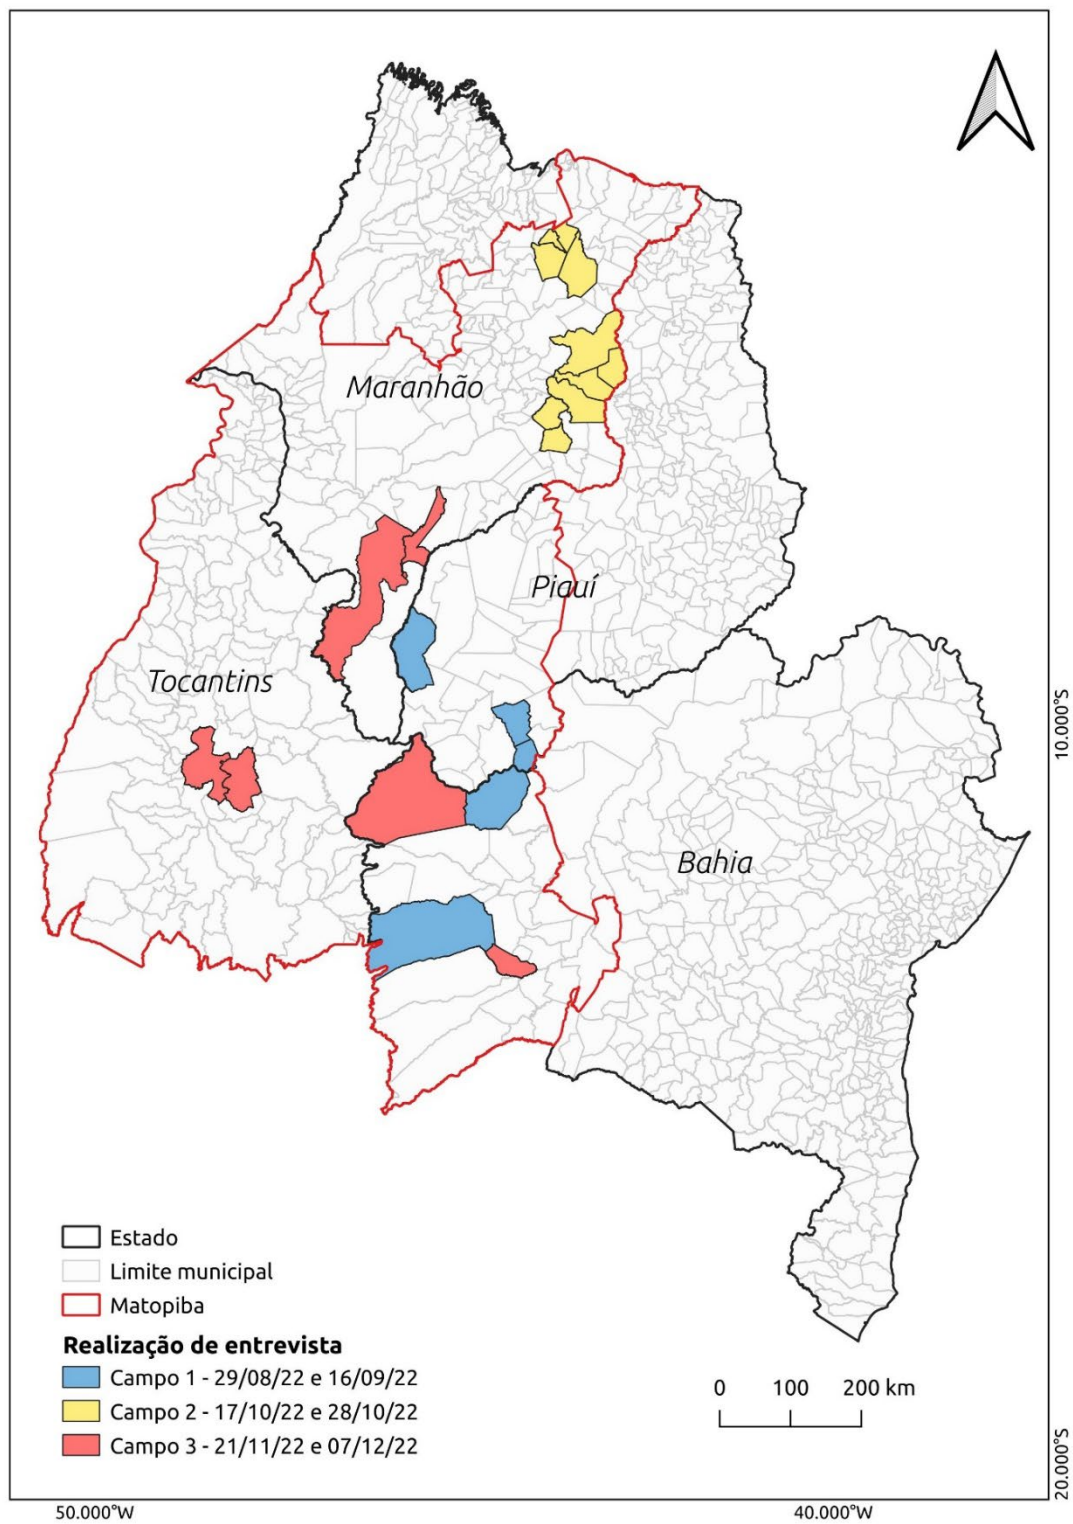 Maranhão
Piauí
Tocantins
Bahia
10.000°S
Estado
Limite municipal
Matopiba
Realização de entrevista
Campo 1 - 29/08/22 e 16/09/22
Campo 2 - 17/10/22 e 28/10/22
Campo 3 - 21/11/22 e 07/12/22
0 100 200 km
20.000°S
50.000°W 40.000°W